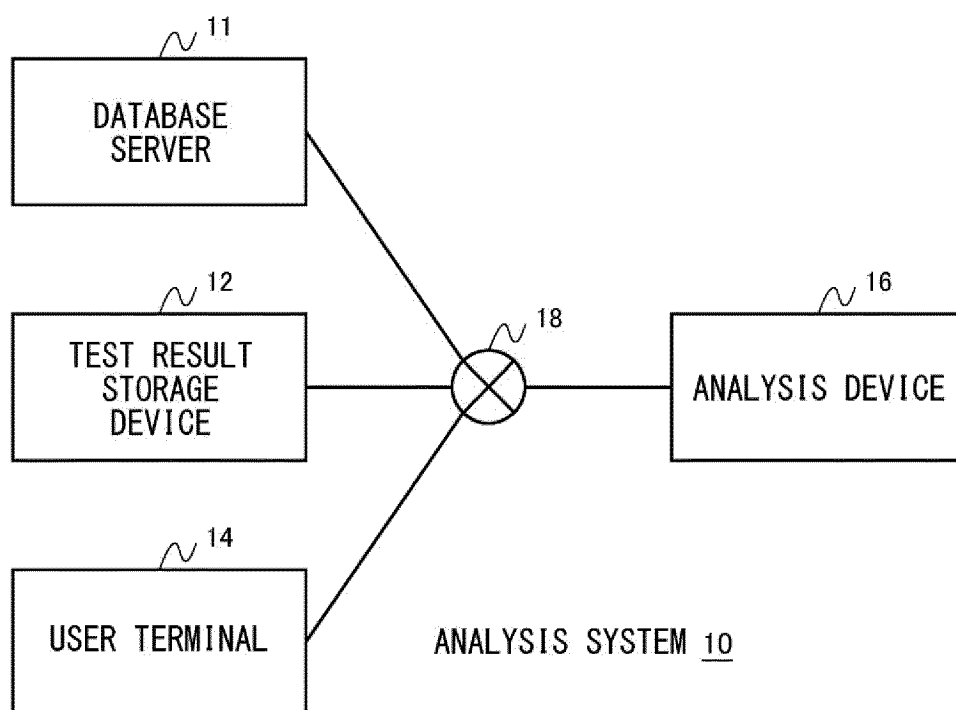 11
DATABASE
SERVER
12
TEST RESULT
STORAGE
DEVICE
18
16
ANALYSIS DEVICE
14
USER TERMINAL
ANALYSIS SYSTEM 10